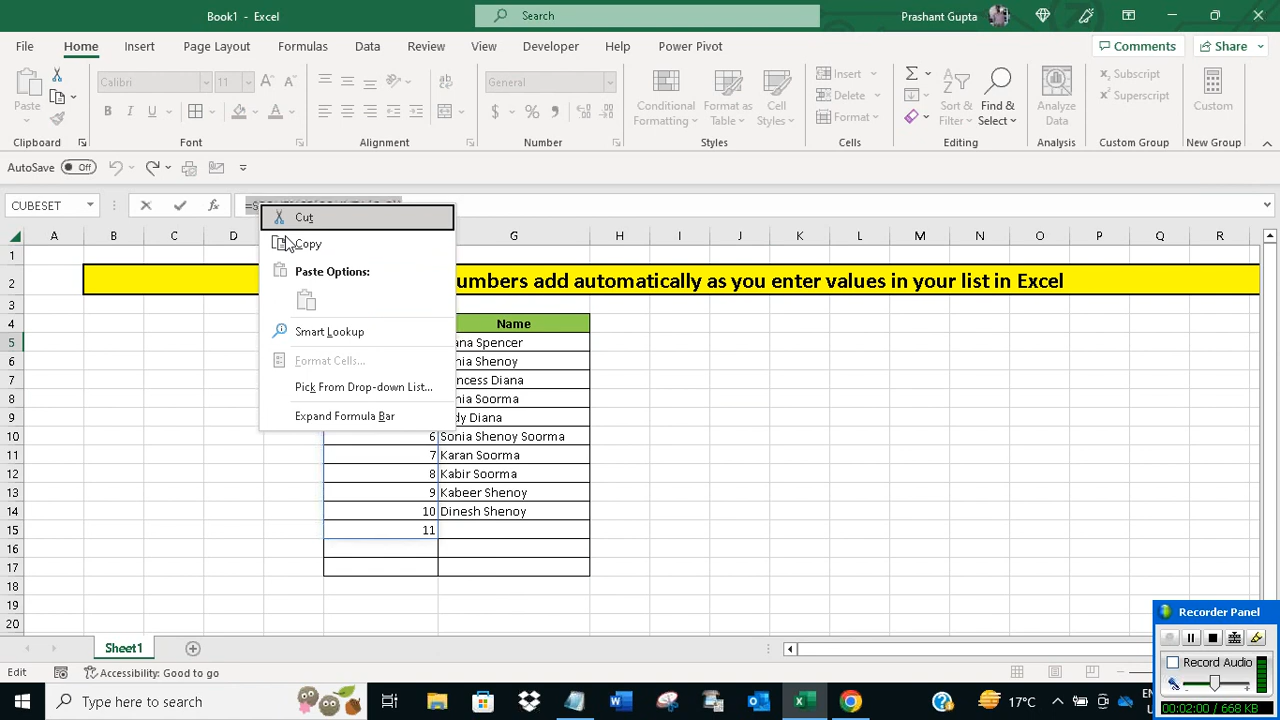 Book1 - Excel
Search
Prashant Gupta
File Home Insert Page Layout Formulas Data Review View Developer Help Power Pivot
Comments Share
Paste
Calibri 11
B I U
General
Conditional Formatting
Format as Table
Cell Styles
Insert
Delete
Format
Sort & Filter
Find & Select
Analyze Data
Subscript
Superscript
Custom
Clipboard Font Alignment Number Styles Cells Editing Analysis Custom Group New Group
AutoSave Off
CUBESET
Cut
Copy
Paste Options:
Smart Lookup
Format Cells...
Pick From Drop-down List...
Expand Formula Bar
A B C D G H I J K L M N O P Q R
1
2 umbers add automatically as you enter values in your list in Excel
3
4 Name
5 ana Spencer
6 nia Shenoy
7 ncess Diana
8 nia Soorma
9 dy Diana
10 6 Sonia Shenoy Soorma
11 7 Karan Soorma
12 8 Kabir Soorma
13 9 Kabeer Shenoy
14 10 Dinesh Shenoy
15 11
16
17
18
19
20
Sheet1
Edit
Accessibility: Good to go
Recorder Panel
Record Audio
00:02:00 / 668 KB
Type here to search
17°C